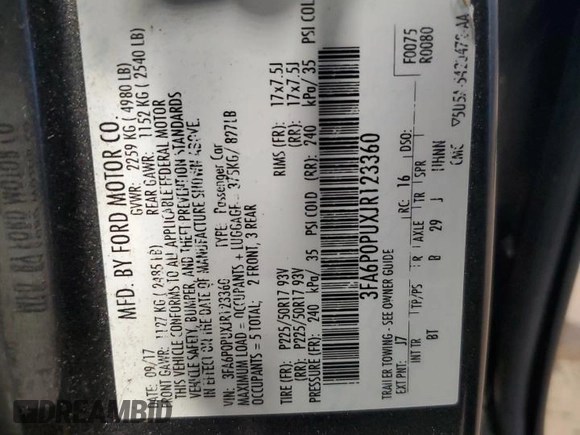 MFD. BY FORD MOTOR CO.
GVWR: 2259 KG ( 4980 LB)
DATE: 09/17
FRONT GAWR: 1127 KG ( 2485 LB)
REAR GAWR: 1152 KG ( 2540 LB)
THIS VEHICLE CONFORMS TO ALL APPLICABLE FEDERAL MOTOR
VEHICLE SAFETY, BUMPER, AND THEFT PREVENTION STANDARDS
IN EFFECT ON THE DATE OF MANUFACTURE SHOWN ABOVE.
VIN: 3FA6P0PUXJR123360
TYPE: Passenger Car
MAXIMUM LOAD = OCCUPANTS + LUGGAGE = 375KG/ 827LB
OCCUPANTS = 5 TOTAL; 2 FRONT, 3 REAR
TIRE (FR): P225/50R17 93V RIMS (FR): 17x7.5J
(RR): P225/50R17 93V (RR): 17x7.5J
PRESSURE (FR): 240 kPa/ 35 PSI COLD (RR): 240 kPa/ 35 PSI COL
3FA6P0PUXJR123360
TRAILER TOWING - SEE OWNER GUIDE
F0075
R0080
EXT PNT: J7 RC: 16 DSO:
INT TR TP/PS R AXLE TR SPR
BT B 29 J HHNNN
CMC
DREAMBID